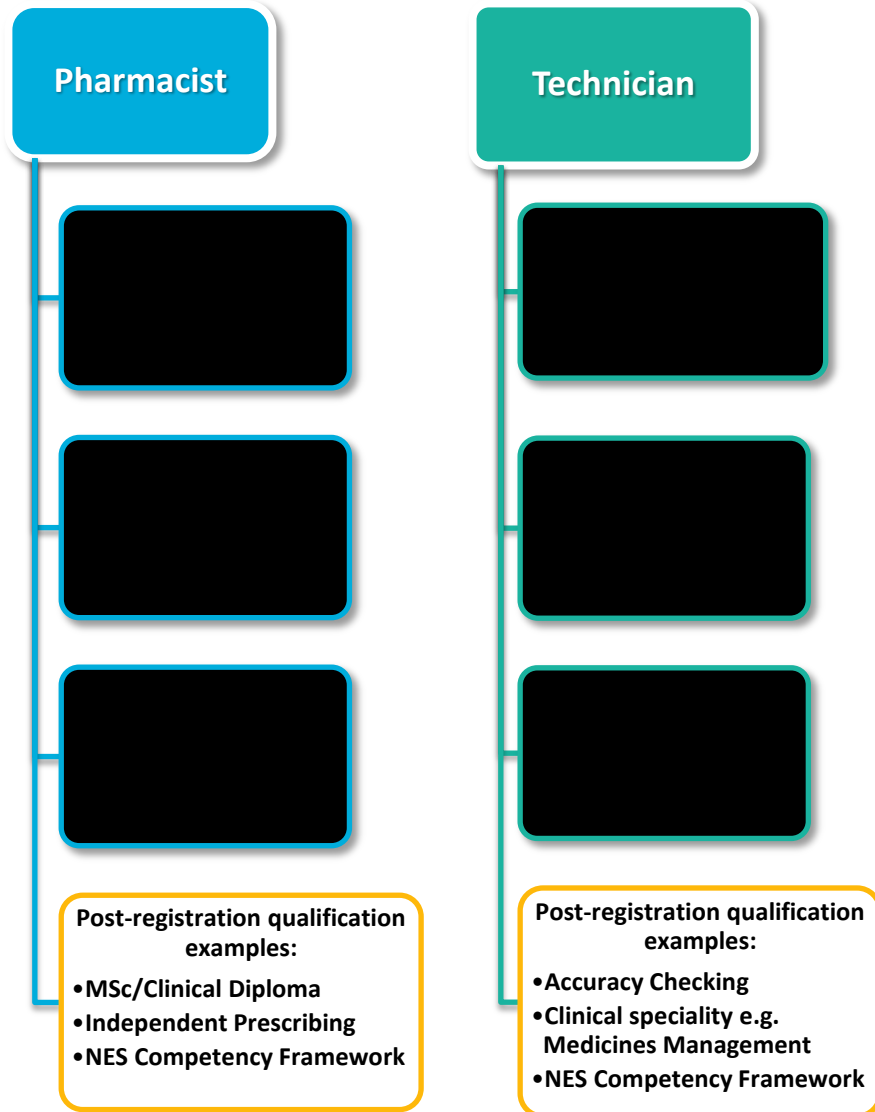 Pharmacist
Post-registration qualification
examples:
•MSc/Clinical Diploma
•Independent Prescribing
•NES Competency Framework
Technician
Post-registration qualification
examples:
•Accuracy Checking
•Clinical speciality e.g.
Medicines Management
•NES Competency Framework